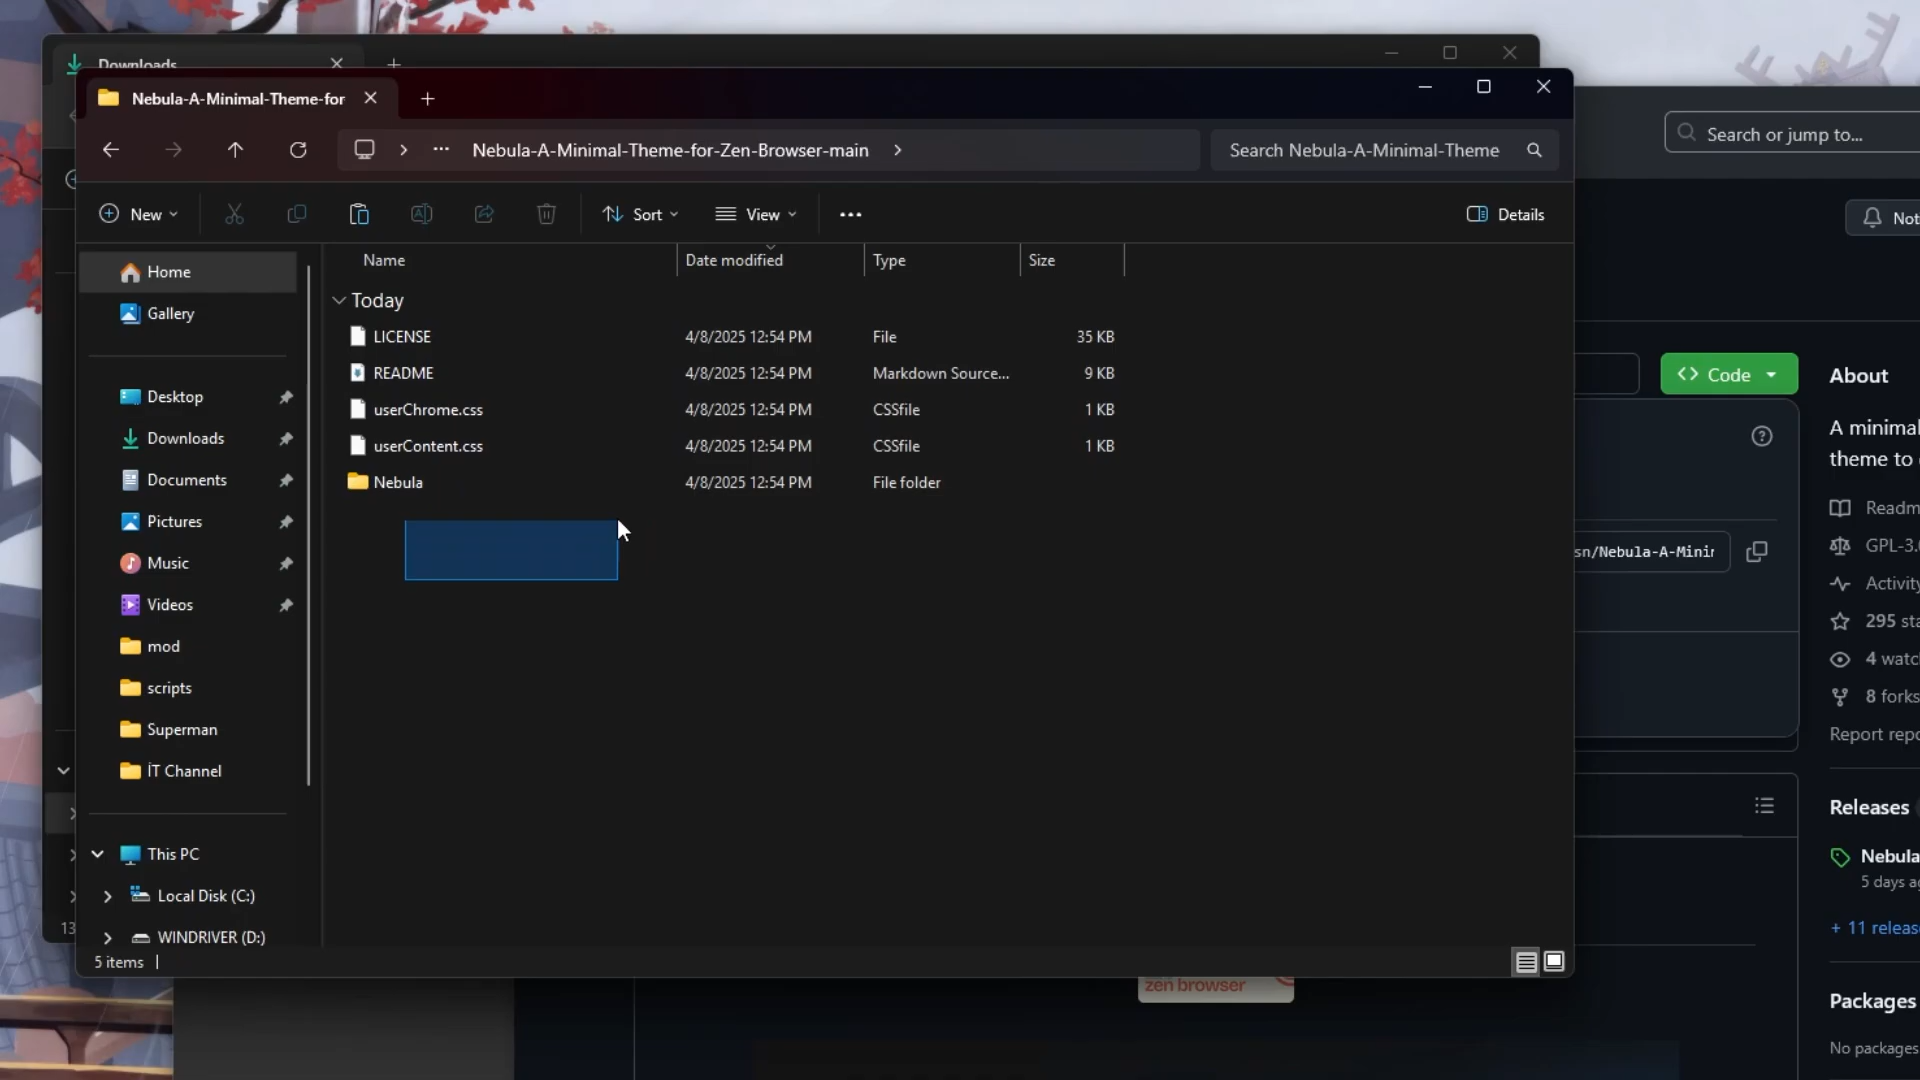 Downloads
Nebula-A-Minimal-Theme-for
Nebula-A-Minimal-Theme-for-Zen-Browser-main
Search Nebula-A-Minimal-Theme
Search or jump to...
New
Sort
View
Details
Not
Name
Date modified
Type
Size
Home
Gallery
Desktop
Downloads
Documents
Pictures
Music
Videos
mod
scripts
Superman
İT Channel
This PC
Local Disk (C:)
WINDRIVER (D:)
Today
LICENSE 4/8/2025 12:54 PM File 35 KB
README 4/8/2025 12:54 PM Markdown Source... 9 KB
userChrome.css 4/8/2025 12:54 PM CSSfile 1 KB
userContent.css 4/8/2025 12:54 PM CSSfile 1 KB
Nebula 4/8/2025 12:54 PM File folder
13
5 items
Code
sn/Nebula-A-Minir
About
A minimal
theme to
Readm
GPL-3.
Activity
295 sta
4 watc
8 forks
Report repo
Releases
Nebula
5 days a
+ 11 release
Packages
No packages
zen browser